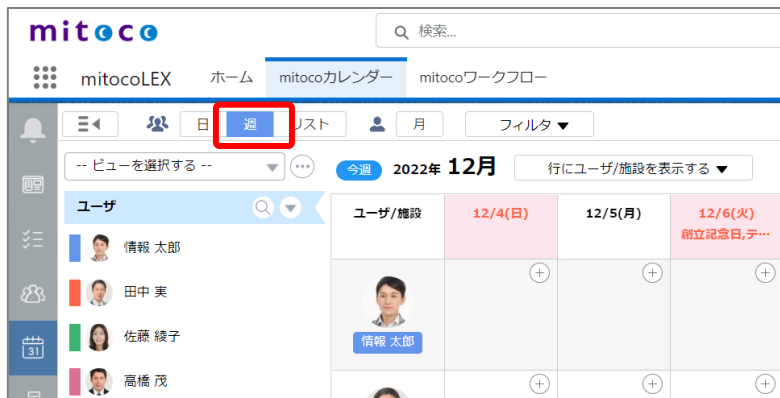 mitoco
検索...
mitocoLEX ホーム mitocoカレンダー mitocoワークフロー
日 週 リスト 月 フィルタ ▼
-- ビューを選択する -- 今週 2022年 12月 行にユーザ/施設を表示する ▼
ユーザ
ユーザ/施設 12/4(日) 12/5(月) 12/6(火)
創立記念日,デ…
情報 太郎
田中 実
佐藤 綾子
高橋 茂
情報 太郎
31